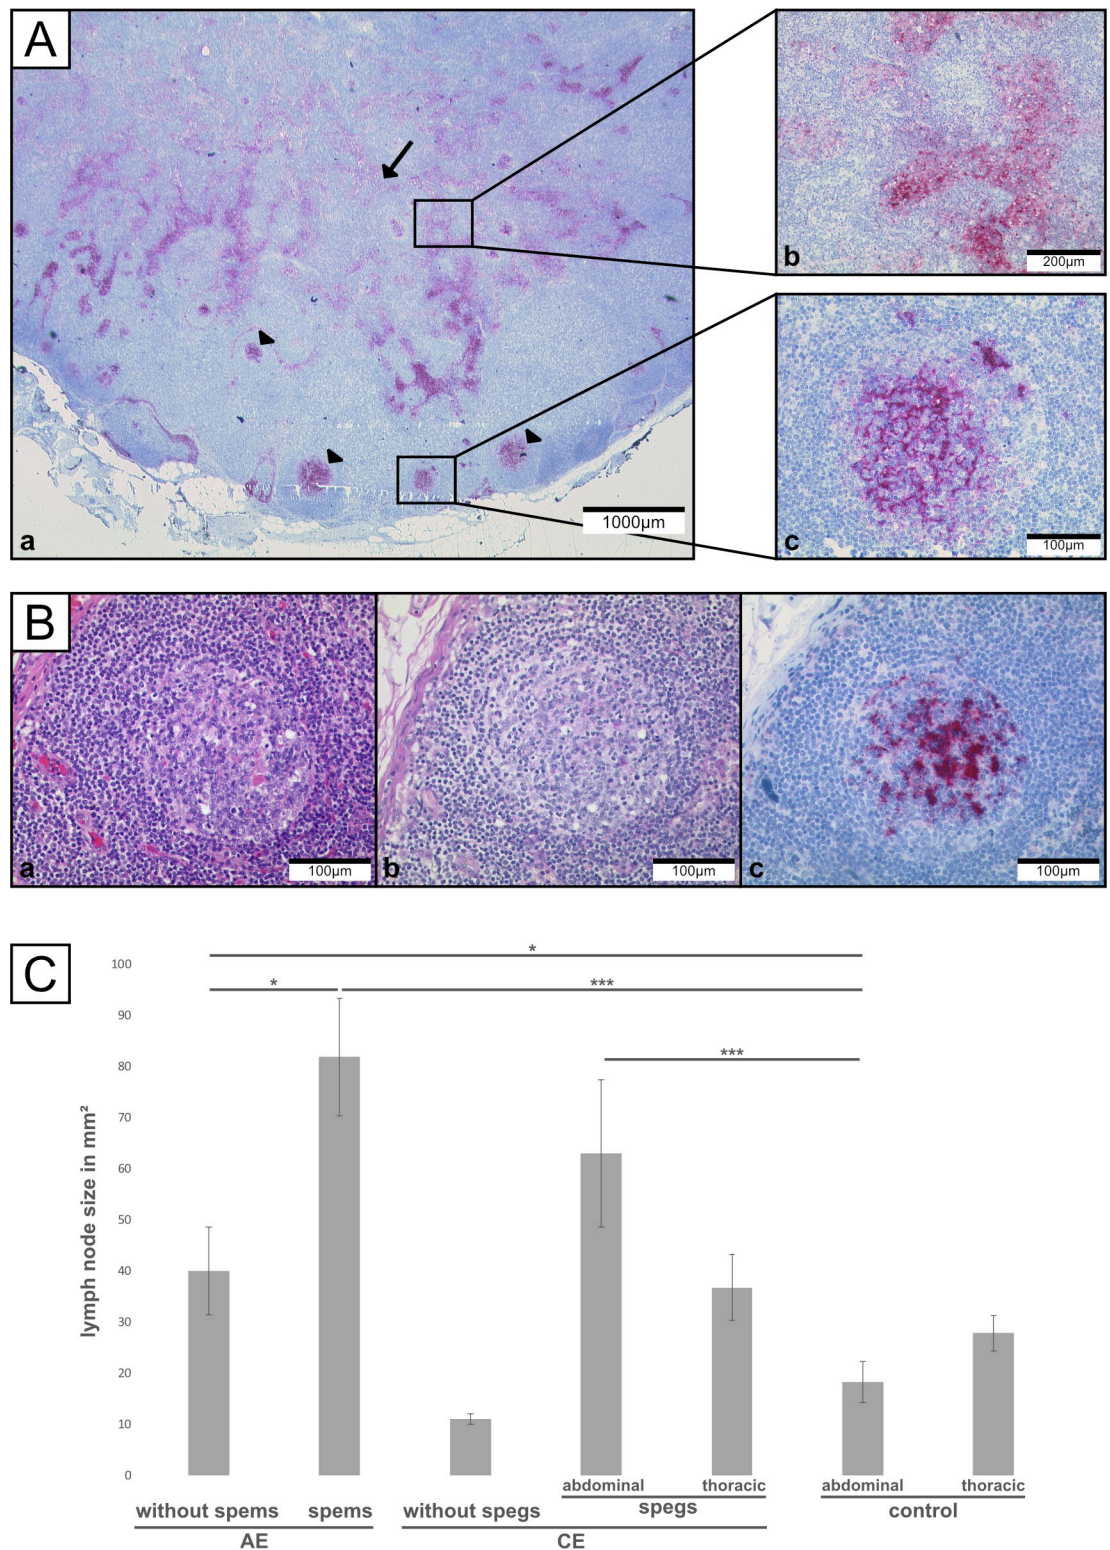 A
a
1000µm
b
200µm
c
100µm
B
a
100µm
b
100µm
c
100µm
C
lymph node size in mm²
100
90
80
70
60
50
40
30
20
10
0
*
*
***
***
abdominal
thoracic
abdominal
thoracic
without spems
spems
without spegs
spegs
control
AE
CE